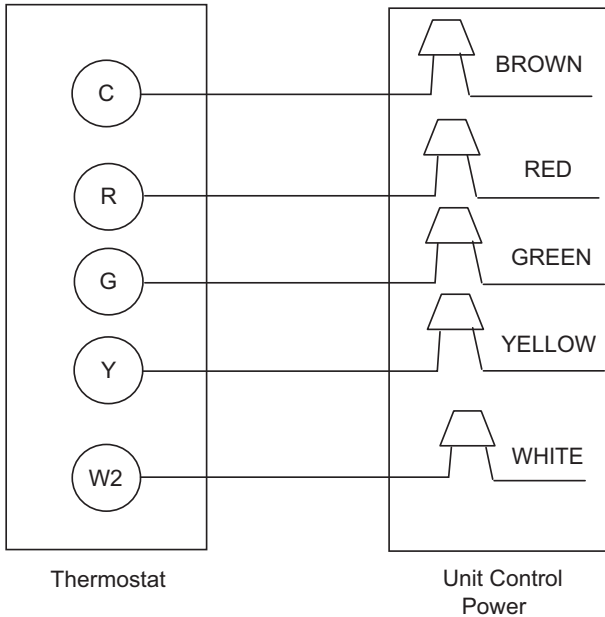 C
BROWN
R
RED
G
GREEN
Y
YELLOW
W2
WHITE
Thermostat
Unit Control
Power